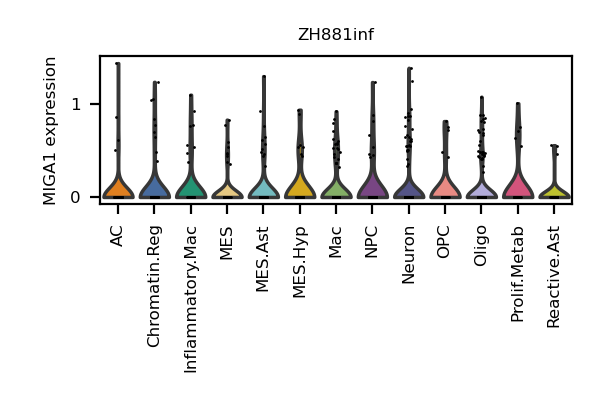 ZH881inf
MIGA1 expression
1
0
AC
Chromatin.Reg
Inflammatory.Mac
MES
MES.Ast
MES.Hyp
Mac
NPC
Neuron
OPC
Oligo
Prolif.Metab
Reactive.Ast